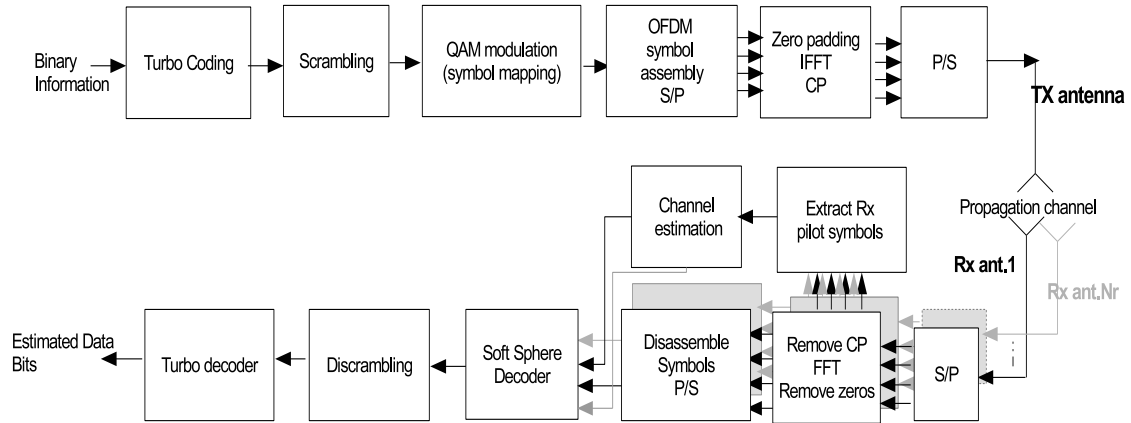 Binary
Information
Turbo Coding
Scrambling
QAM modulation
(symbol mapping)
OFDM
symbol
assembly
S/P
Zero padding
IFFT
CP
P/S
TX antenna
Propagation channel
Rx ant.1
Rx ant.Nr
Channel
estimation
Extract Rx
pilot symbols
Estimated Data
Bits
Turbo decoder
Discrambling
Soft Sphere
Decoder
Disassemble
Symbols
P/S
Remove CP
FFT
Remove zeros
S/P